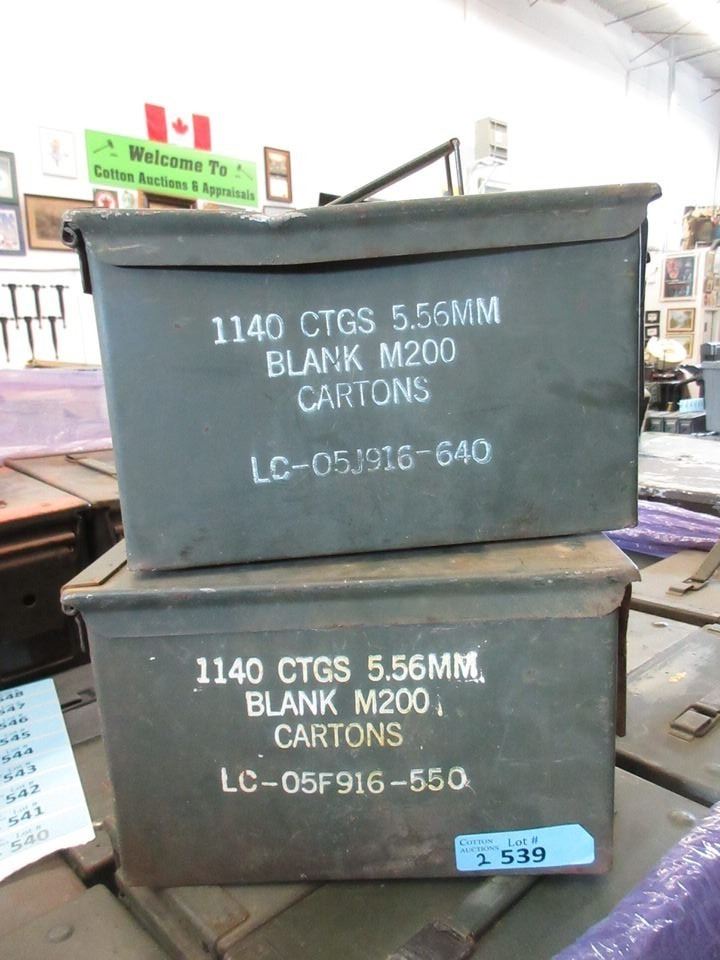 Welcome To
Cotton Auctions & Appraisals
1140 CTGS 5.56MM
BLANK M200
CARTONS
LC-05J916-640
1140 CTGS 5.56MM
BLANK M200
CARTONS
LC-05F916-550
COTTON
AUCTIONS
Lot #
2 539
548
547
546
545
544
543
542
Lot #
541
Lot #
540